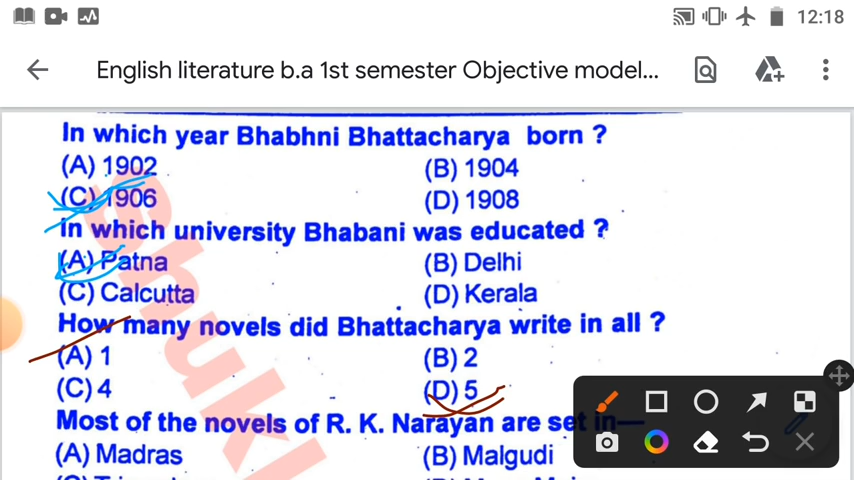 12:18
English literature b.a 1st semester Objective model...
In which year Bhabhni Bhattacharya born ?
(A) 1902 (B) 1904
(C) 1906 (D) 1908
In which university Bhabani was educated ?
(A) Patna (B) Delhi
(C) Calcutta (D) Kerala
How many novels did Bhattacharya write in all ?
(A) 1 (B) 2
(C) 4 (D) 5
Most of the novels of R. K. Narayan are set in—
(A) Madras (B) Malgudi